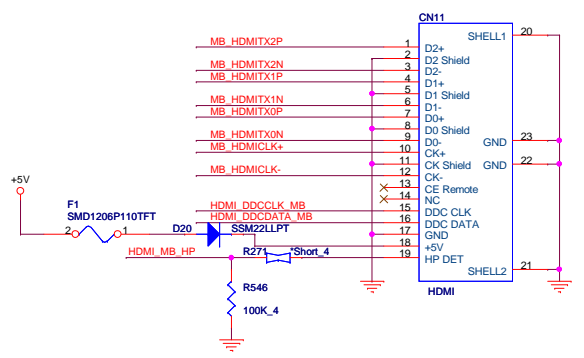 CN11
MB_HDMITX2P 1 D2+ SHELL1 20
2 D2 Shield
MB_HDMITX2N 3 D2-
MB_HDMITX1P 4 D1+
5 D1 Shield
MB_HDMITX1N 6 D1-
MB_HDMITX0P 7 D0+
8 D0 Shield
MB_HDMITX0N 9 D0- GND 23
MB_HDMICLK+ 10 CK+
11 CK Shield GND 22
MB_HDMICLK- 12 CK-
13 CE Remote
14 NC
HDMI_DDCCLK_MB 15 DDC CLK
HDMI_DDCDATA_MB 16 DDC DATA
17 GND
18 +5V
19 HP DET
SHELL2 21
HDMI
+5V
F1
SMD1206P110TFT
2 1
D20 SSM22LLPT
HDMI_MB_HP R271 *Short_4
R546
100K_4